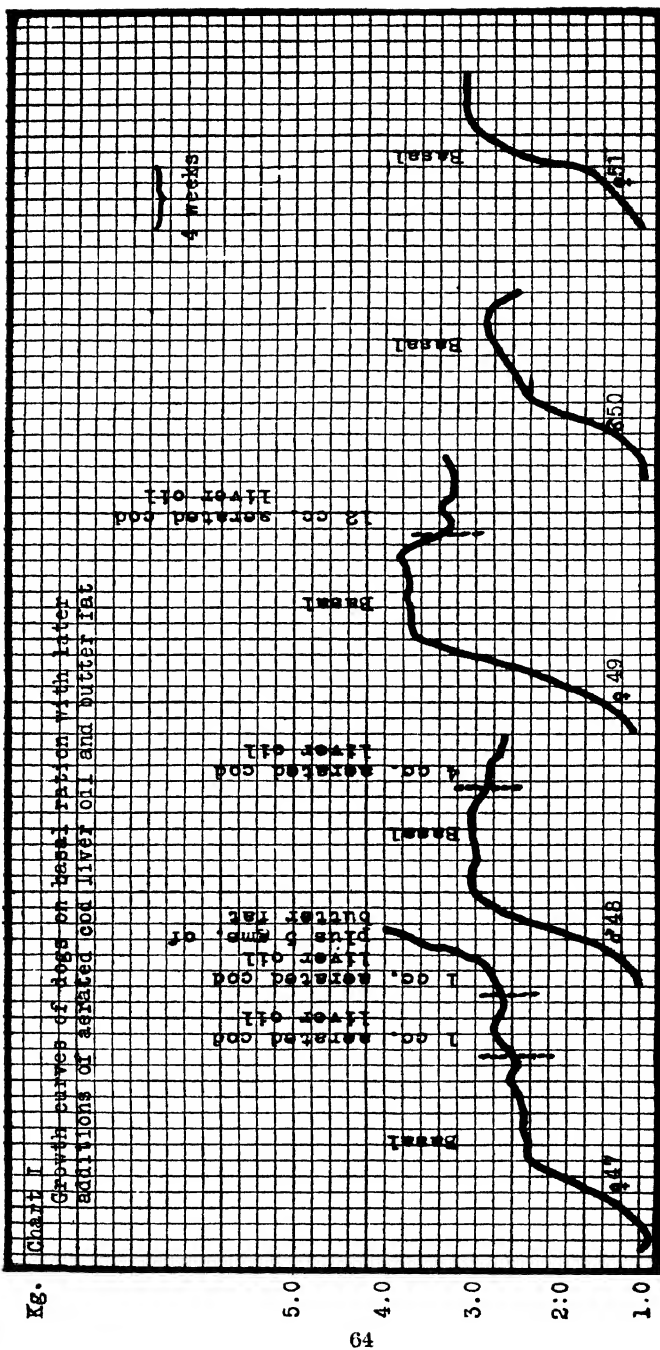 Kg.
Chart I
Growth curves of dogs on basal ration with later
additions of aerated cod liver oil and butter fat
4 weeks
5.0
4.0
3.0
2:0
1.0
Basal
1 cc. aerated cod
liver oil
1 cc. aerated cod
liver oil
plus 5 gms. of
butter fat
♀47
Basal
4 cc. aerated cod
liver oil
♂48
Basal
12 cc. aerated cod
liver oil
♀49
Basal
♂50
Basal
♀51
64